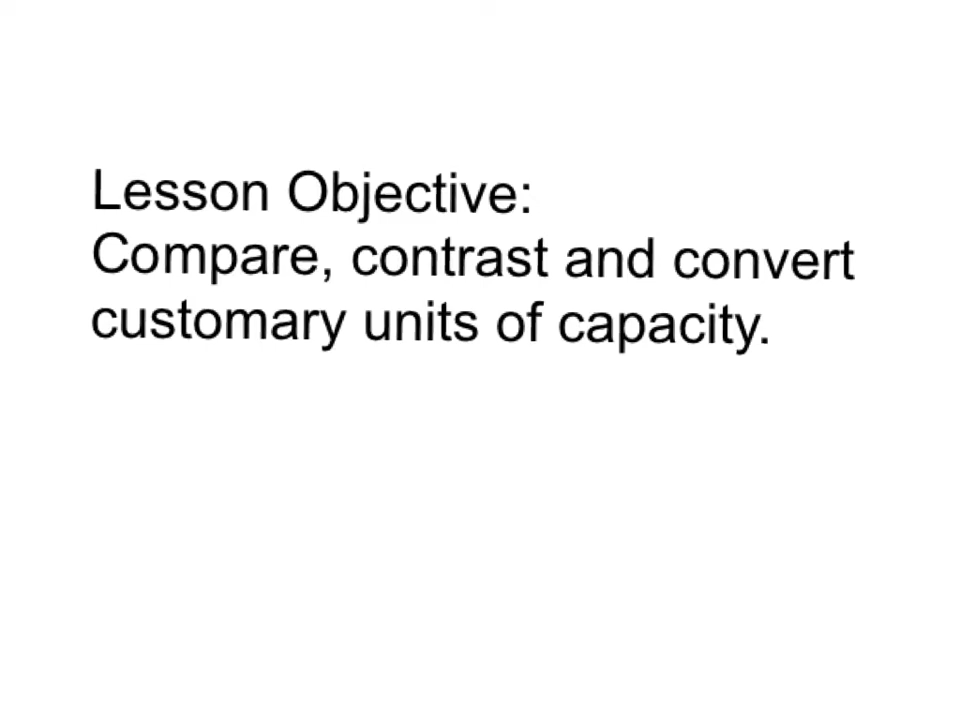 Lesson Objective:
Compare, contrast and convert
customary units of capacity.